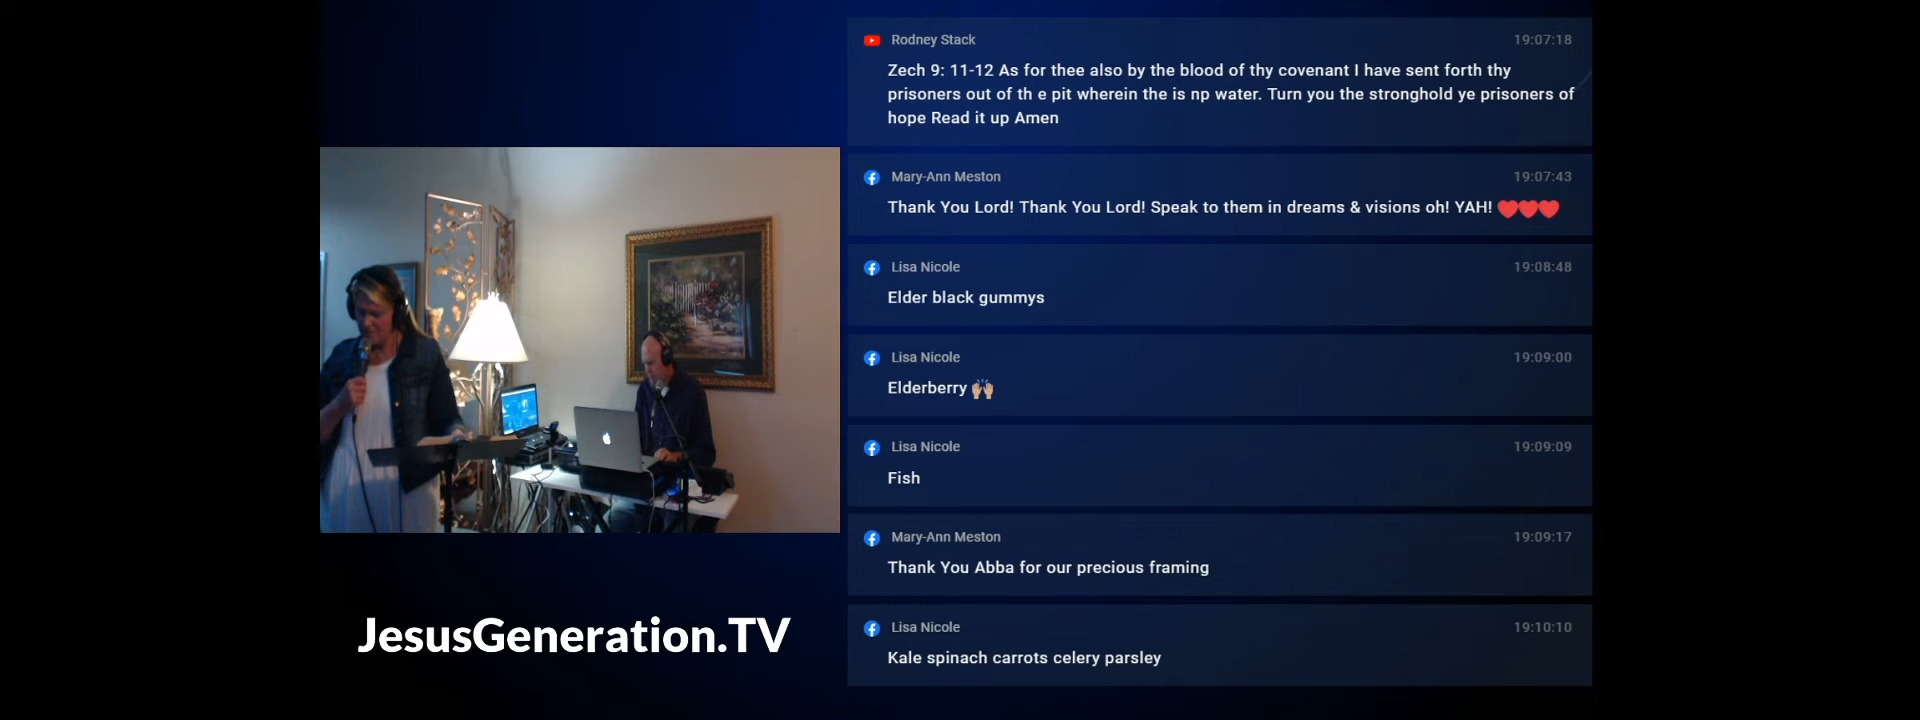 Rodney Stack 19:07:18
Zech 9: 11-12 As for thee also by the blood of thy covenant I have sent forth thy
prisoners out of th e pit wherein the is np water. Turn you the stronghold ye prisoners of
hope Read it up Amen
Mary-Ann Meston 19:07:43
Thank You Lord! Thank You Lord! Speak to them in dreams & visions oh! YAH! ❤️❤️❤️
Lisa Nicole 19:08:48
Elder black gummys
Lisa Nicole 19:09:00
Elderberry 🙌🏼
Lisa Nicole 19:09:09
Fish
Mary-Ann Meston 19:09:17
Thank You Abba for our precious framing
Lisa Nicole 19:10:10
Kale spinach carrots celery parsley
JesusGeneration.TV